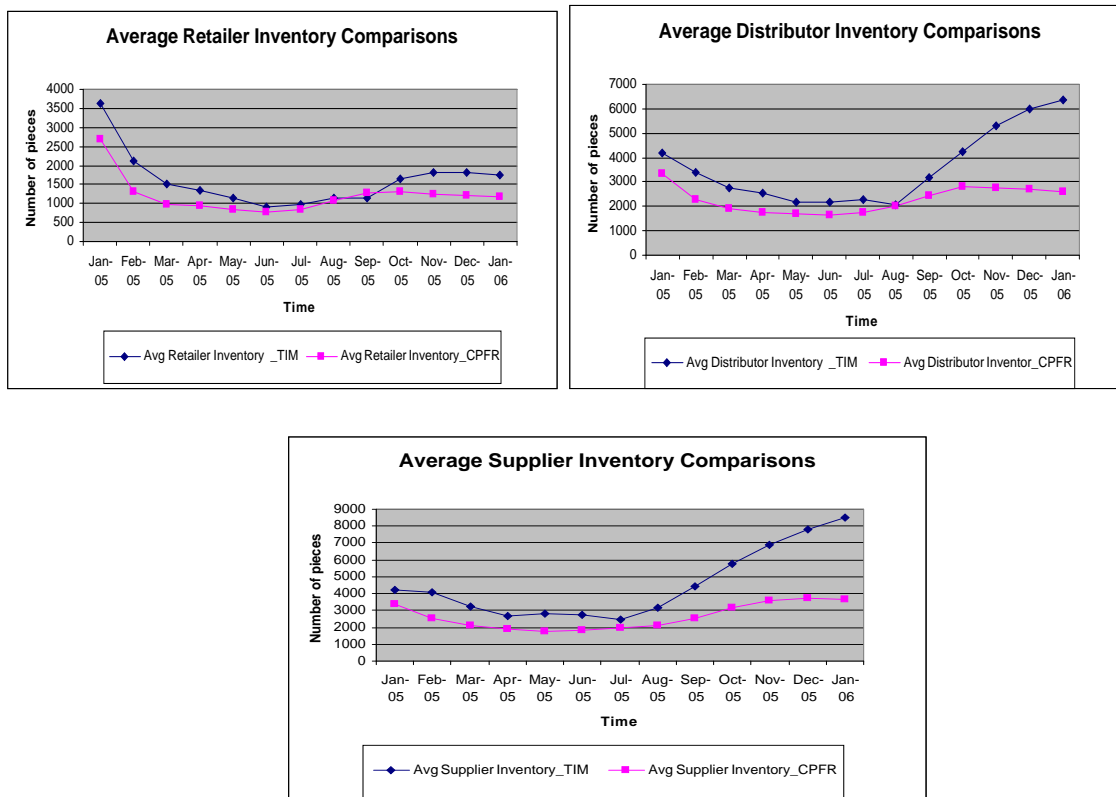 Average Retailer Inventory Comparisons
Number of pieces
4000
3500
3000
2500
2000
1500
1000
500
0
Jan-05 Feb-05 Mar-05 Apr-05 May-05 Jun-05 Jul-05 Aug-05 Sep-05 Oct-05 Nov-05 Dec-05 Jan-06
Time
Avg Retailer Inventory _TIM Avg Retailer Inventory_CPFR
Average Distributor Inventory Comparisons
Number of pieces
7000
6000
5000
4000
3000
2000
1000
0
Jan-05 Feb-05 Mar-05 Apr-05 May-05 Jun-05 Jul-05 Aug-05 Sep-05 Oct-05 Nov-05 Dec-05 Jan-06
Time
Avg Distributor Inventory _TIM Avg Distributor Inventor_CPFR
Average Supplier Inventory Comparisons
Number of pieces
9000
8000
7000
6000
5000
4000
3000
2000
1000
0
Jan-05 Feb-05 Mar-05 Apr-05 May-05 Jun-05 Jul-05 Aug-05 Sep-05 Oct-05 Nov-05 Dec-05 Jan-06
Time
Avg Supplier Inventory_TIM Avg Supplier Inventory_CPFR